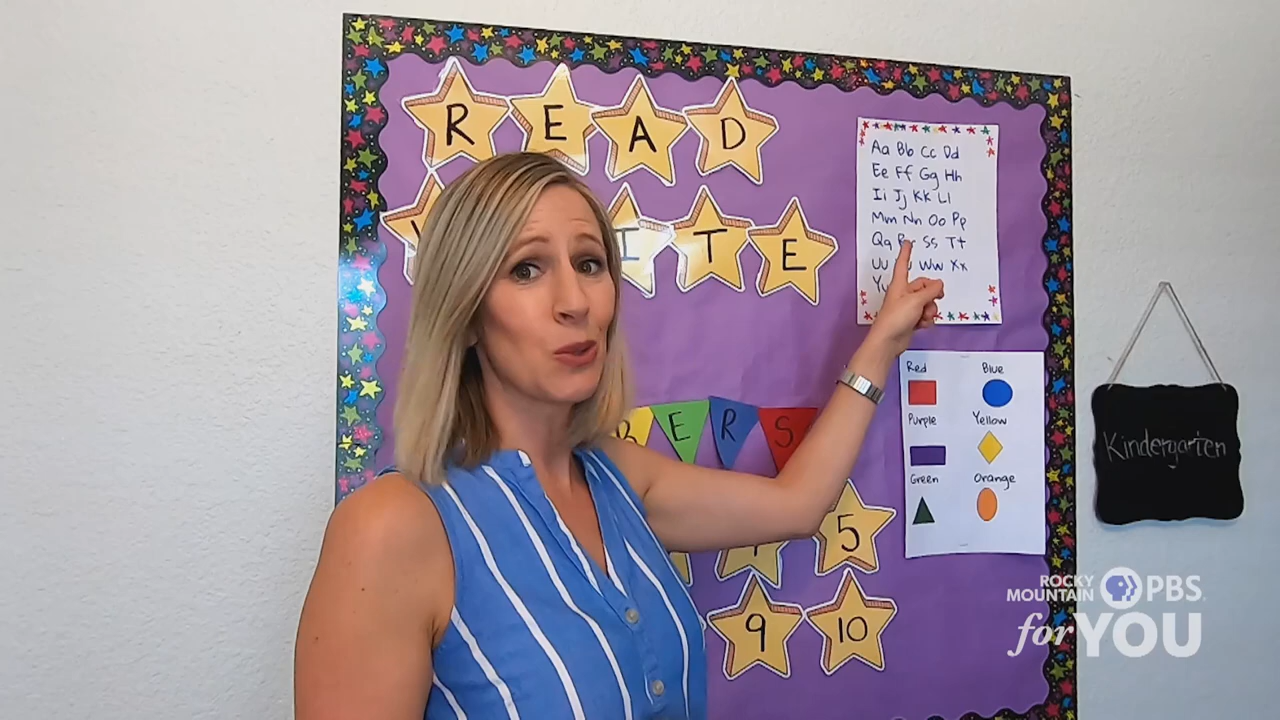 READ
ITE
Aa Bb Cc Dd
Ee Ff Gg Hh
Ii Jj Kk Ll
Mm Nn Oo Pp
Qq Rr Ss Tt
Uu Ww Xx
BERS
5
9 10
Red Blue
Purple Yellow
Green Orange
Kindergarten
ROCKY
MOUNTAIN PBS
for YOU